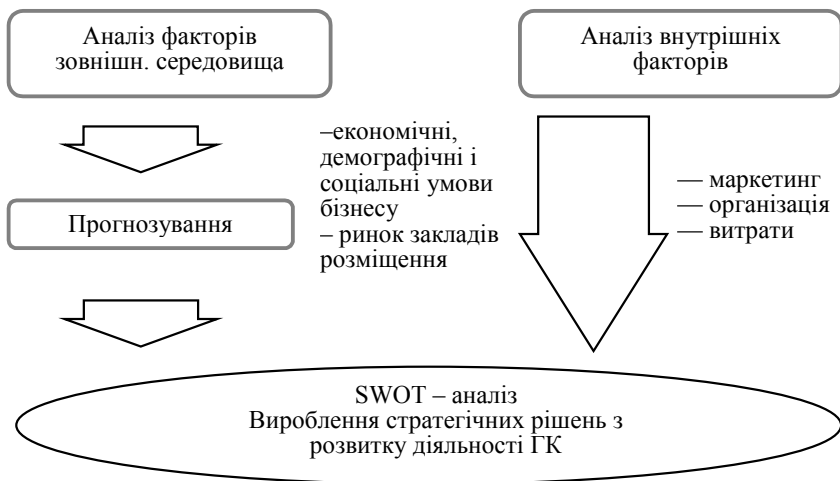 Аналіз факторів
зовнішн. середовища
Аналіз внутрішніх
факторів
–економічні,
демографічні і
соціальні умови
бізнесу
– ринок закладів
розміщення
— маркетинг
— організація
— витрати
Прогнозування
SWOT – аналіз
Вироблення стратегічних рішень з
розвитку діяльності ГК